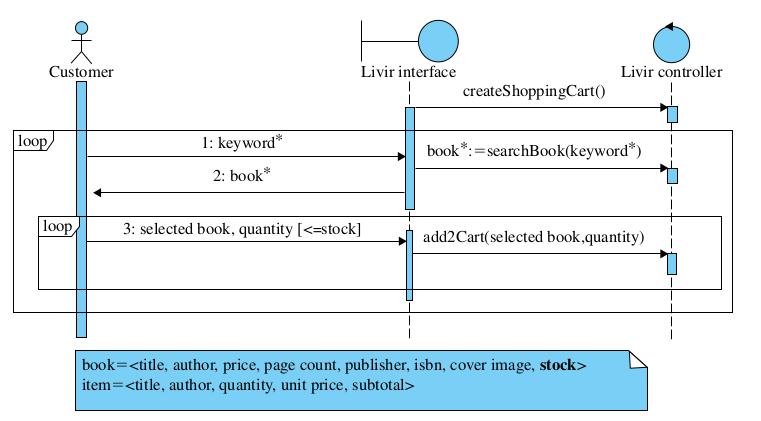 Customer
Livir interface
Livir controller
createShoppingCart()
loop
1: keyword*
book*:=searchBook(keyword*)
2: book*
loop
3: selected book, quantity [<=stock]
add2Cart(selected book,quantity)
book=<title, author, price, page count, publisher, isbn, cover image, stock>
item=<title, author, quantity, unit price, subtotal>